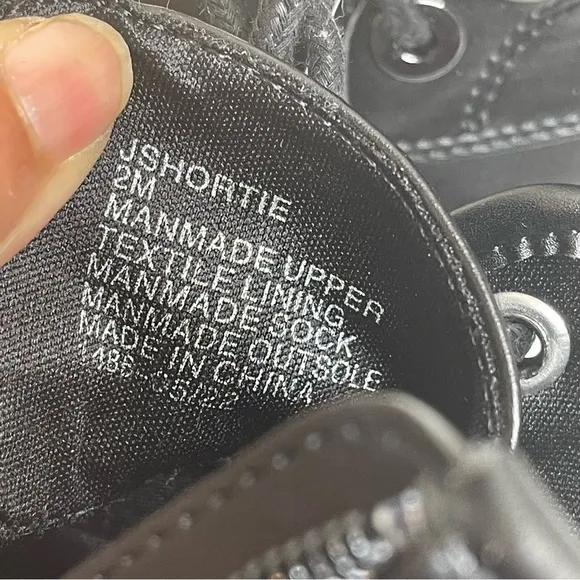 JSHORTIE
2M
MANMADE UPPER
TEXTILE LINING
MANMADE SOCK
MANMADE OUTSOLE
MADE IN CHINA